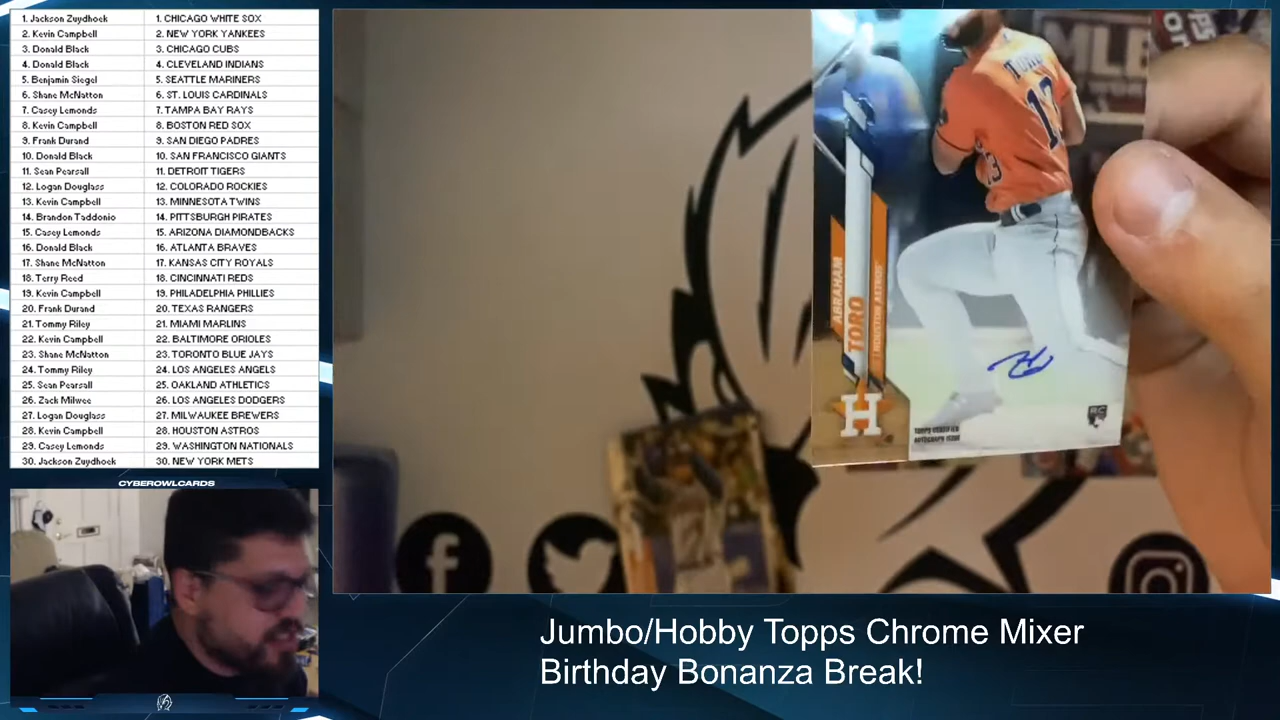 1. Jackson Zuydhoek 1. CHICAGO WHITE SOX
2. Kevin Campbell 2. NEW YORK YANKEES
3. Donald Black 3. CHICAGO CUBS
4. Donald Black 4. CLEVELAND INDIANS
5. Benjamin Siegel 5. SEATTLE MARINERS
6. Shane McNatton 6. ST. LOUIS CARDINALS
7. Casey Lemonds 7. TAMPA BAY RAYS
8. Kevin Campbell 8. BOSTON RED SOX
9. Frank Durand 9. SAN DIEGO PADRES
10. Donald Black 10. SAN FRANCISCO GIANTS
11. Sean Pearsall 11. DETROIT TIGERS
12. Logan Douglass 12. COLORADO ROCKIES
13. Kevin Campbell 13. MINNESOTA TWINS
14. Brandon Taddonio 14. PITTSBURGH PIRATES
15. Casey Lemonds 15. ARIZONA DIAMONDBACKS
16. Donald Black 16. ATLANTA BRAVES
17. Shane McNatton 17. KANSAS CITY ROYALS
18. Terry Reed 18. CINCINNATI REDS
19. Kevin Campbell 19. PHILADELPHIA PHILLIES
20. Frank Durand 20. TEXAS RANGERS
21. Tommy Riley 21. MIAMI MARLINS
22. Kevin Campbell 22. BALTIMORE ORIOLES
23. Shane McNatton 23. TORONTO BLUE JAYS
24. Tommy Riley 24. LOS ANGELES ANGELS
25. Sean Pearsall 25. OAKLAND ATHLETICS
26. Zack Milwee 26. LOS ANGELES DODGERS
27. Logan Douglass 27. MILWAUKEE BREWERS
28. Kevin Campbell 28. HOUSTON ASTROS
29. Casey Lemonds 29. WASHINGTON NATIONALS
30. Jackson Zuydhoek 30. NEW YORK METS
CYBEROWLCARDS
TORO
13
13
ABRAHAM
TORO
HOUSTON ASTROS
H
TOPPS CERTIFIED
AUTOGRAPH ISSUE
RC
f
Jumbo/Hobby Topps Chrome Mixer
Birthday Bonanza Break!